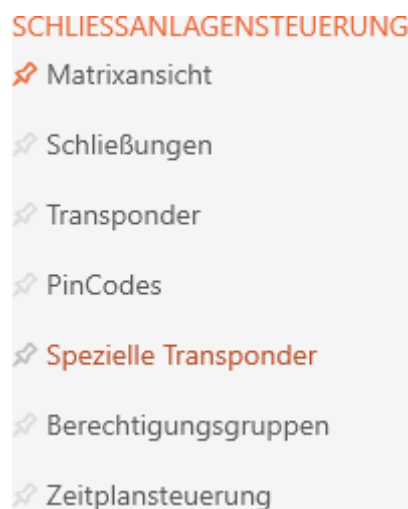 SCHLIESSANLAGENSTEUERUNG
Matrixansicht
Schließungen
Transponder
PinCodes
Spezielle Transponder
Berechtigungsgruppen
Zeitplansteuerung